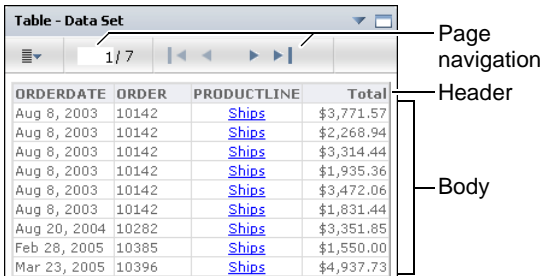 Table - Data Set
1/ 7
Page
navigation
ORDERDATE ORDER PRODUCTLINE Total
Header
Aug 8, 2003 10142 Ships $3,771.57
Aug 8, 2003 10142 Ships $2,268.94
Aug 8, 2003 10142 Ships $3,314.44
Aug 8, 2003 10142 Ships $1,935.36
Aug 8, 2003 10142 Ships $3,472.06
Body
Aug 8, 2003 10142 Ships $1,831.44
Aug 20, 2004 10282 Ships $3,351.85
Feb 28, 2005 10385 Ships $1,550.00
Mar 23, 2005 10396 Ships $4,937.73